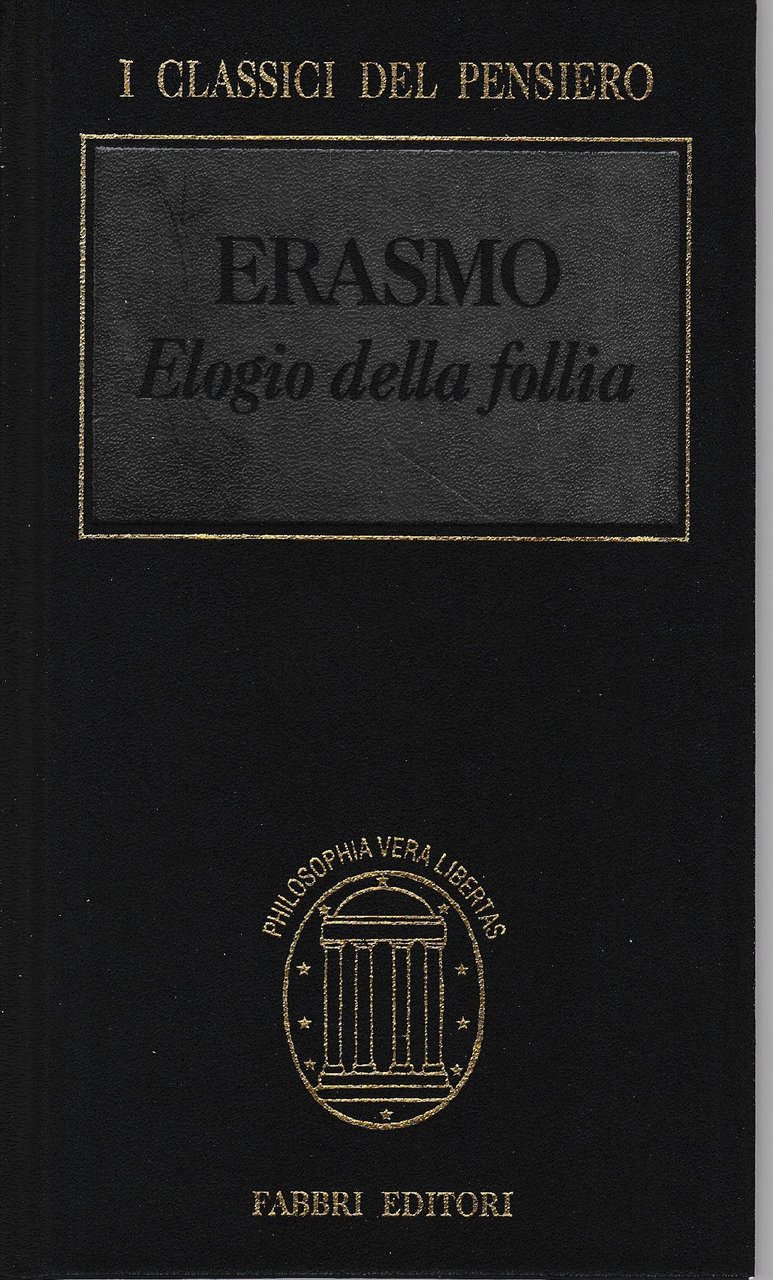 I CLASSICI DEL PENSIERO
ERASMO
Elogio della follia
PHILOSOPHIA VERA LIBERTAS
FABBRI EDITORI